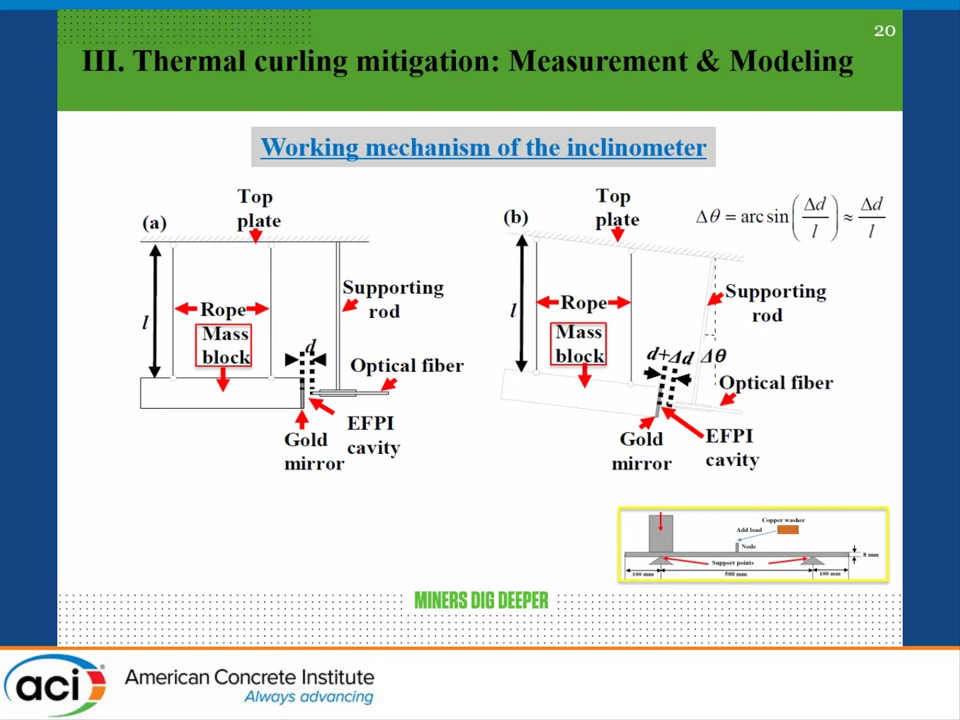 20
III. Thermal curling mitigation: Measurement & Modeling
Working mechanism of the inclinometer
(a)
Top
plate
l
Rope
Mass
block
d
Supporting
rod
Optical fiber
EFPI
cavity
Gold
mirror
(b)
Top
plate
Δθ = arc sin(Δd/l) ≈ Δd/l
l
Rope
Mass
block
d+Δd
Δθ
Supporting
rod
Optical fiber
EFPI
cavity
Gold
mirror
Copper washer
Add load
Node
Support points
8 mm
100 mm
500 mm
100 mm
MINERS DIG DEEPER
aci
American Concrete Institute
Always advancing